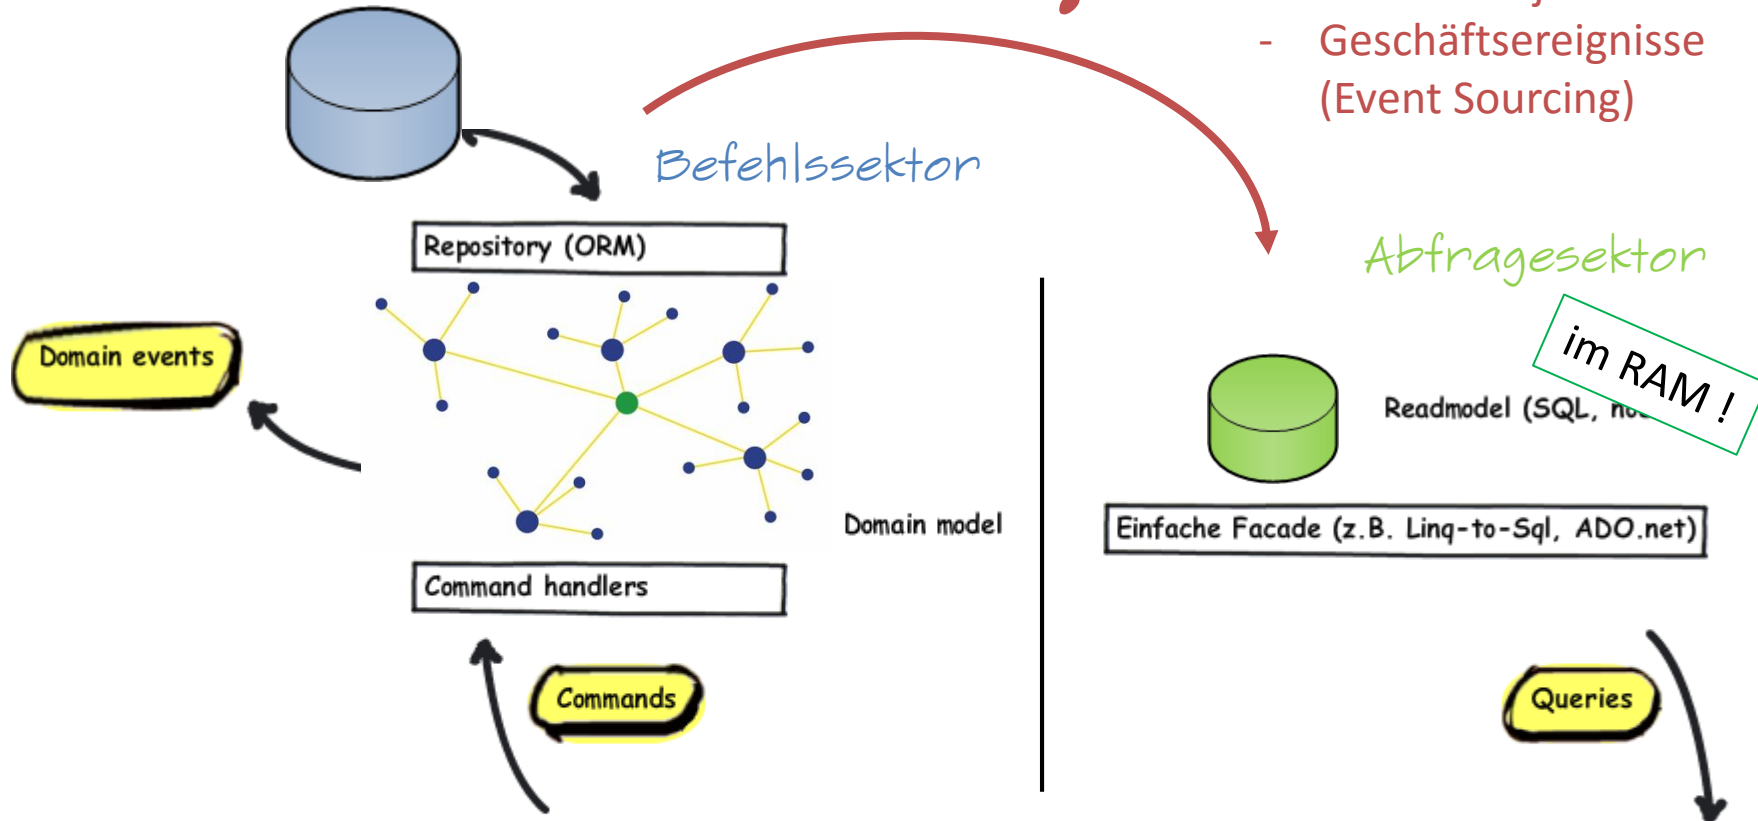 - Geschäftsereignisse
(Event Sourcing)
Befehlssektor
Repository (ORM)
Abfragesektor
Domain events
im RAM !
Readmodel (SQL,
Domain model
Einfache Facade (z.B. Linq-to-Sql, ADO.net)
Command handlers
Commands
Queries